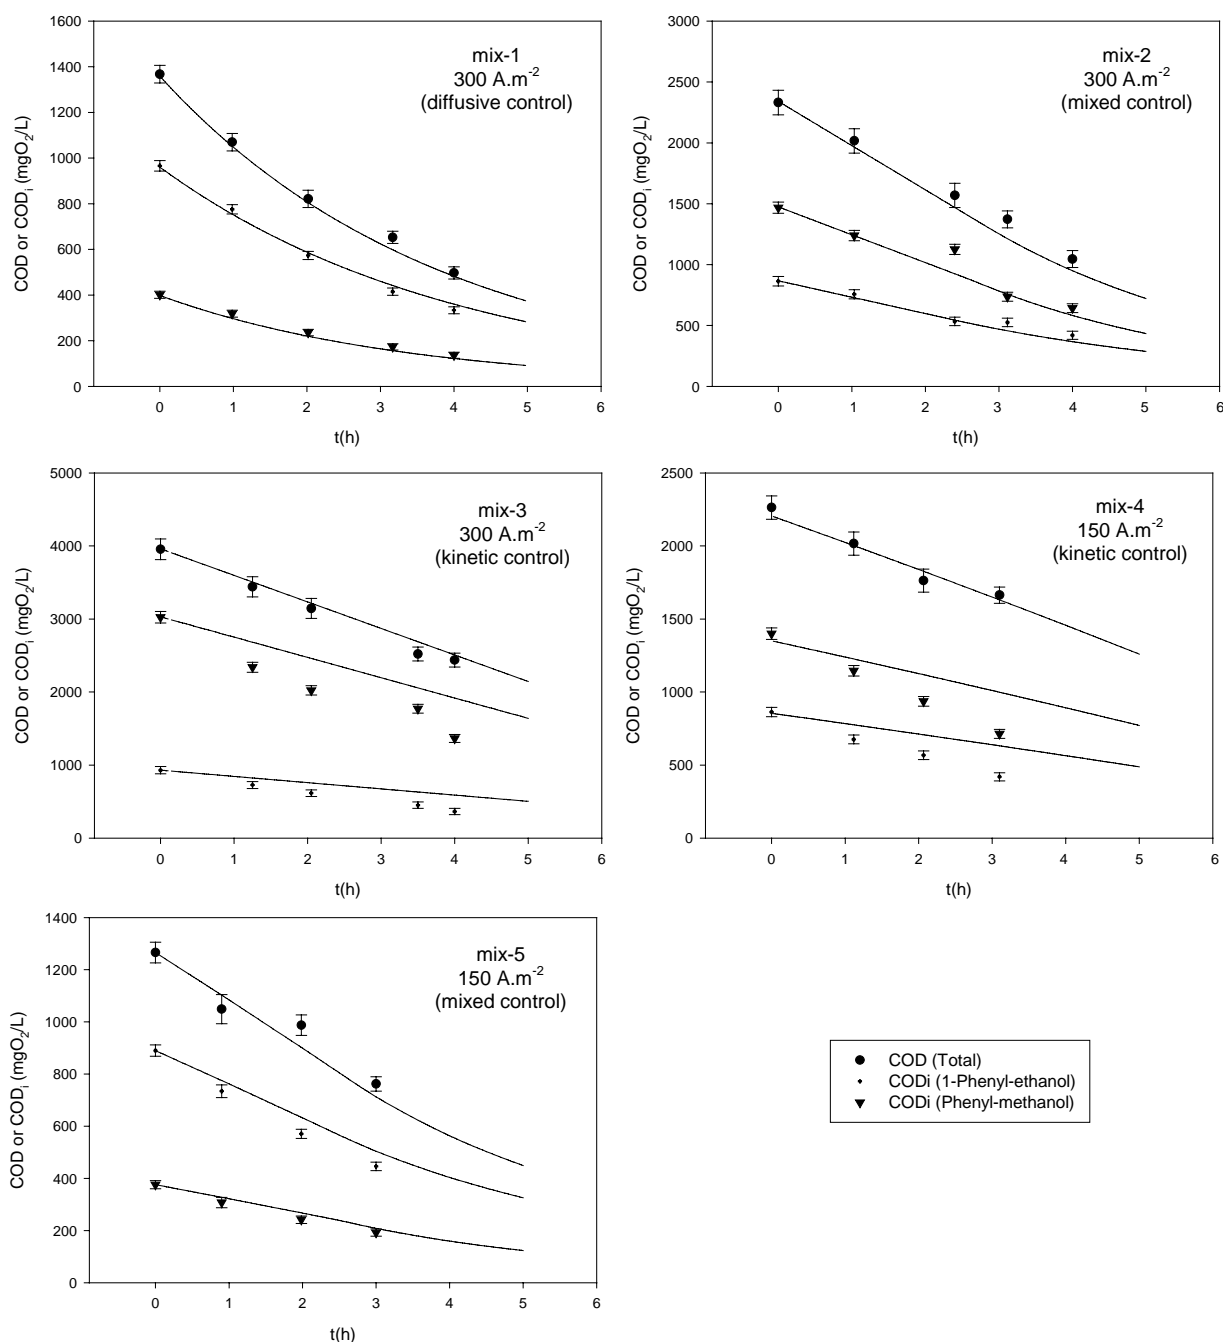 mix-1
300 A.m-2
(diffusive control)
COD or CODi (mgO2/L)
1600
1400
1200
1000
800
600
400
200
0
0 1 2 3 4 5 6
t(h)
mix-2
300 A.m-2
(mixed control)
COD or CODi (mgO2/L)
3000
2500
2000
1500
1000
500
0
0 1 2 3 4 5 6
t(h)
mix-3
300 A.m-2
(kinetic control)
COD or CODi (mgO2/L)
5000
4000
3000
2000
1000
0
0 1 2 3 4 5 6
t(h)
mix-4
150 A.m-2
(kinetic control)
COD or CODi (mgO2/L)
2500
2000
1500
1000
500
0
0 1 2 3 4 5 6
t(h)
mix-5
150 A.m-2
(mixed control)
COD or CODi (mgO2/L)
1400
1200
1000
800
600
400
200
0
0 1 2 3 4 5 6
t(h)
COD (Total)
CODi (1-Phenyl-ethanol)
CODi (Phenyl-methanol)